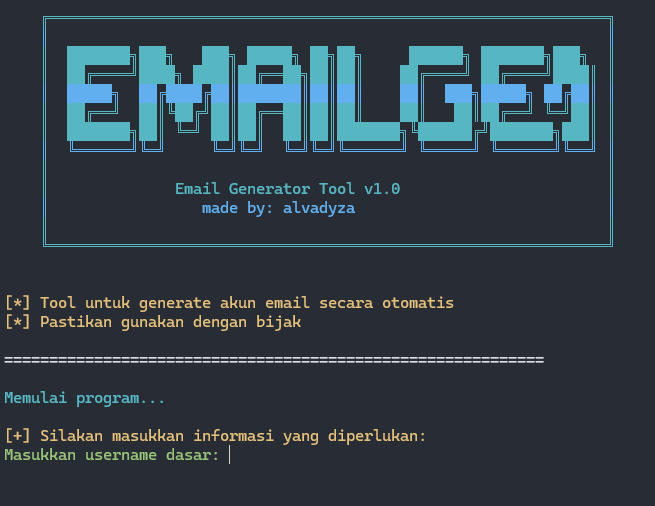 EMAILGEN
Email Generator Tool v1.0
made by: alvadyza
[*] Tool untuk generate akun email secara otomatis
[*] Pastikan gunakan dengan bijak
============================================================
Memulai program...
[+] Silakan masukkan informasi yang diperlukan:
Masukkan username dasar: